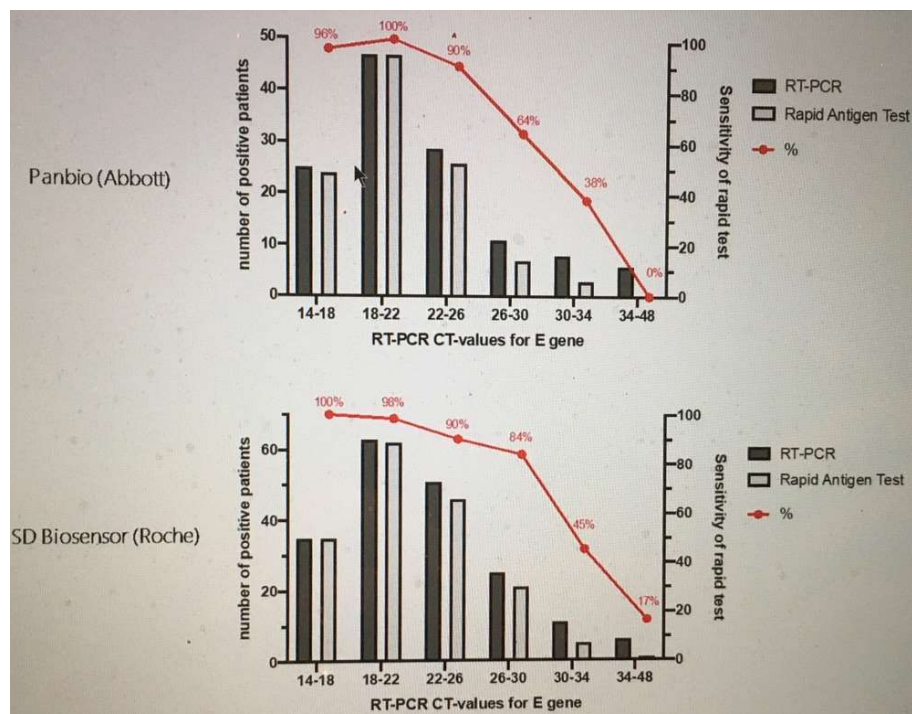 Panbio (Abbott)
number of positive patients
50
40
30
20
10
0
96%
100%
90%
64%
38%
0%
100
80
60
40
20
0
Sensitivity of rapid test
RT-PCR
Rapid Antigen Test
%
14-18 18-22 22-26 26-30 30-34 34-48
RT-PCR CT-values for E gene
SD Biosensor (Roche)
number of positive patients
60
40
20
0
100%
98%
90%
84%
45%
17%
100
80
60
40
20
0
Sensitivity of rapid test
RT-PCR
Rapid Antigen Test
%
14-18 18-22 22-26 26-30 30-34 34-48
RT-PCR CT-values for E gene